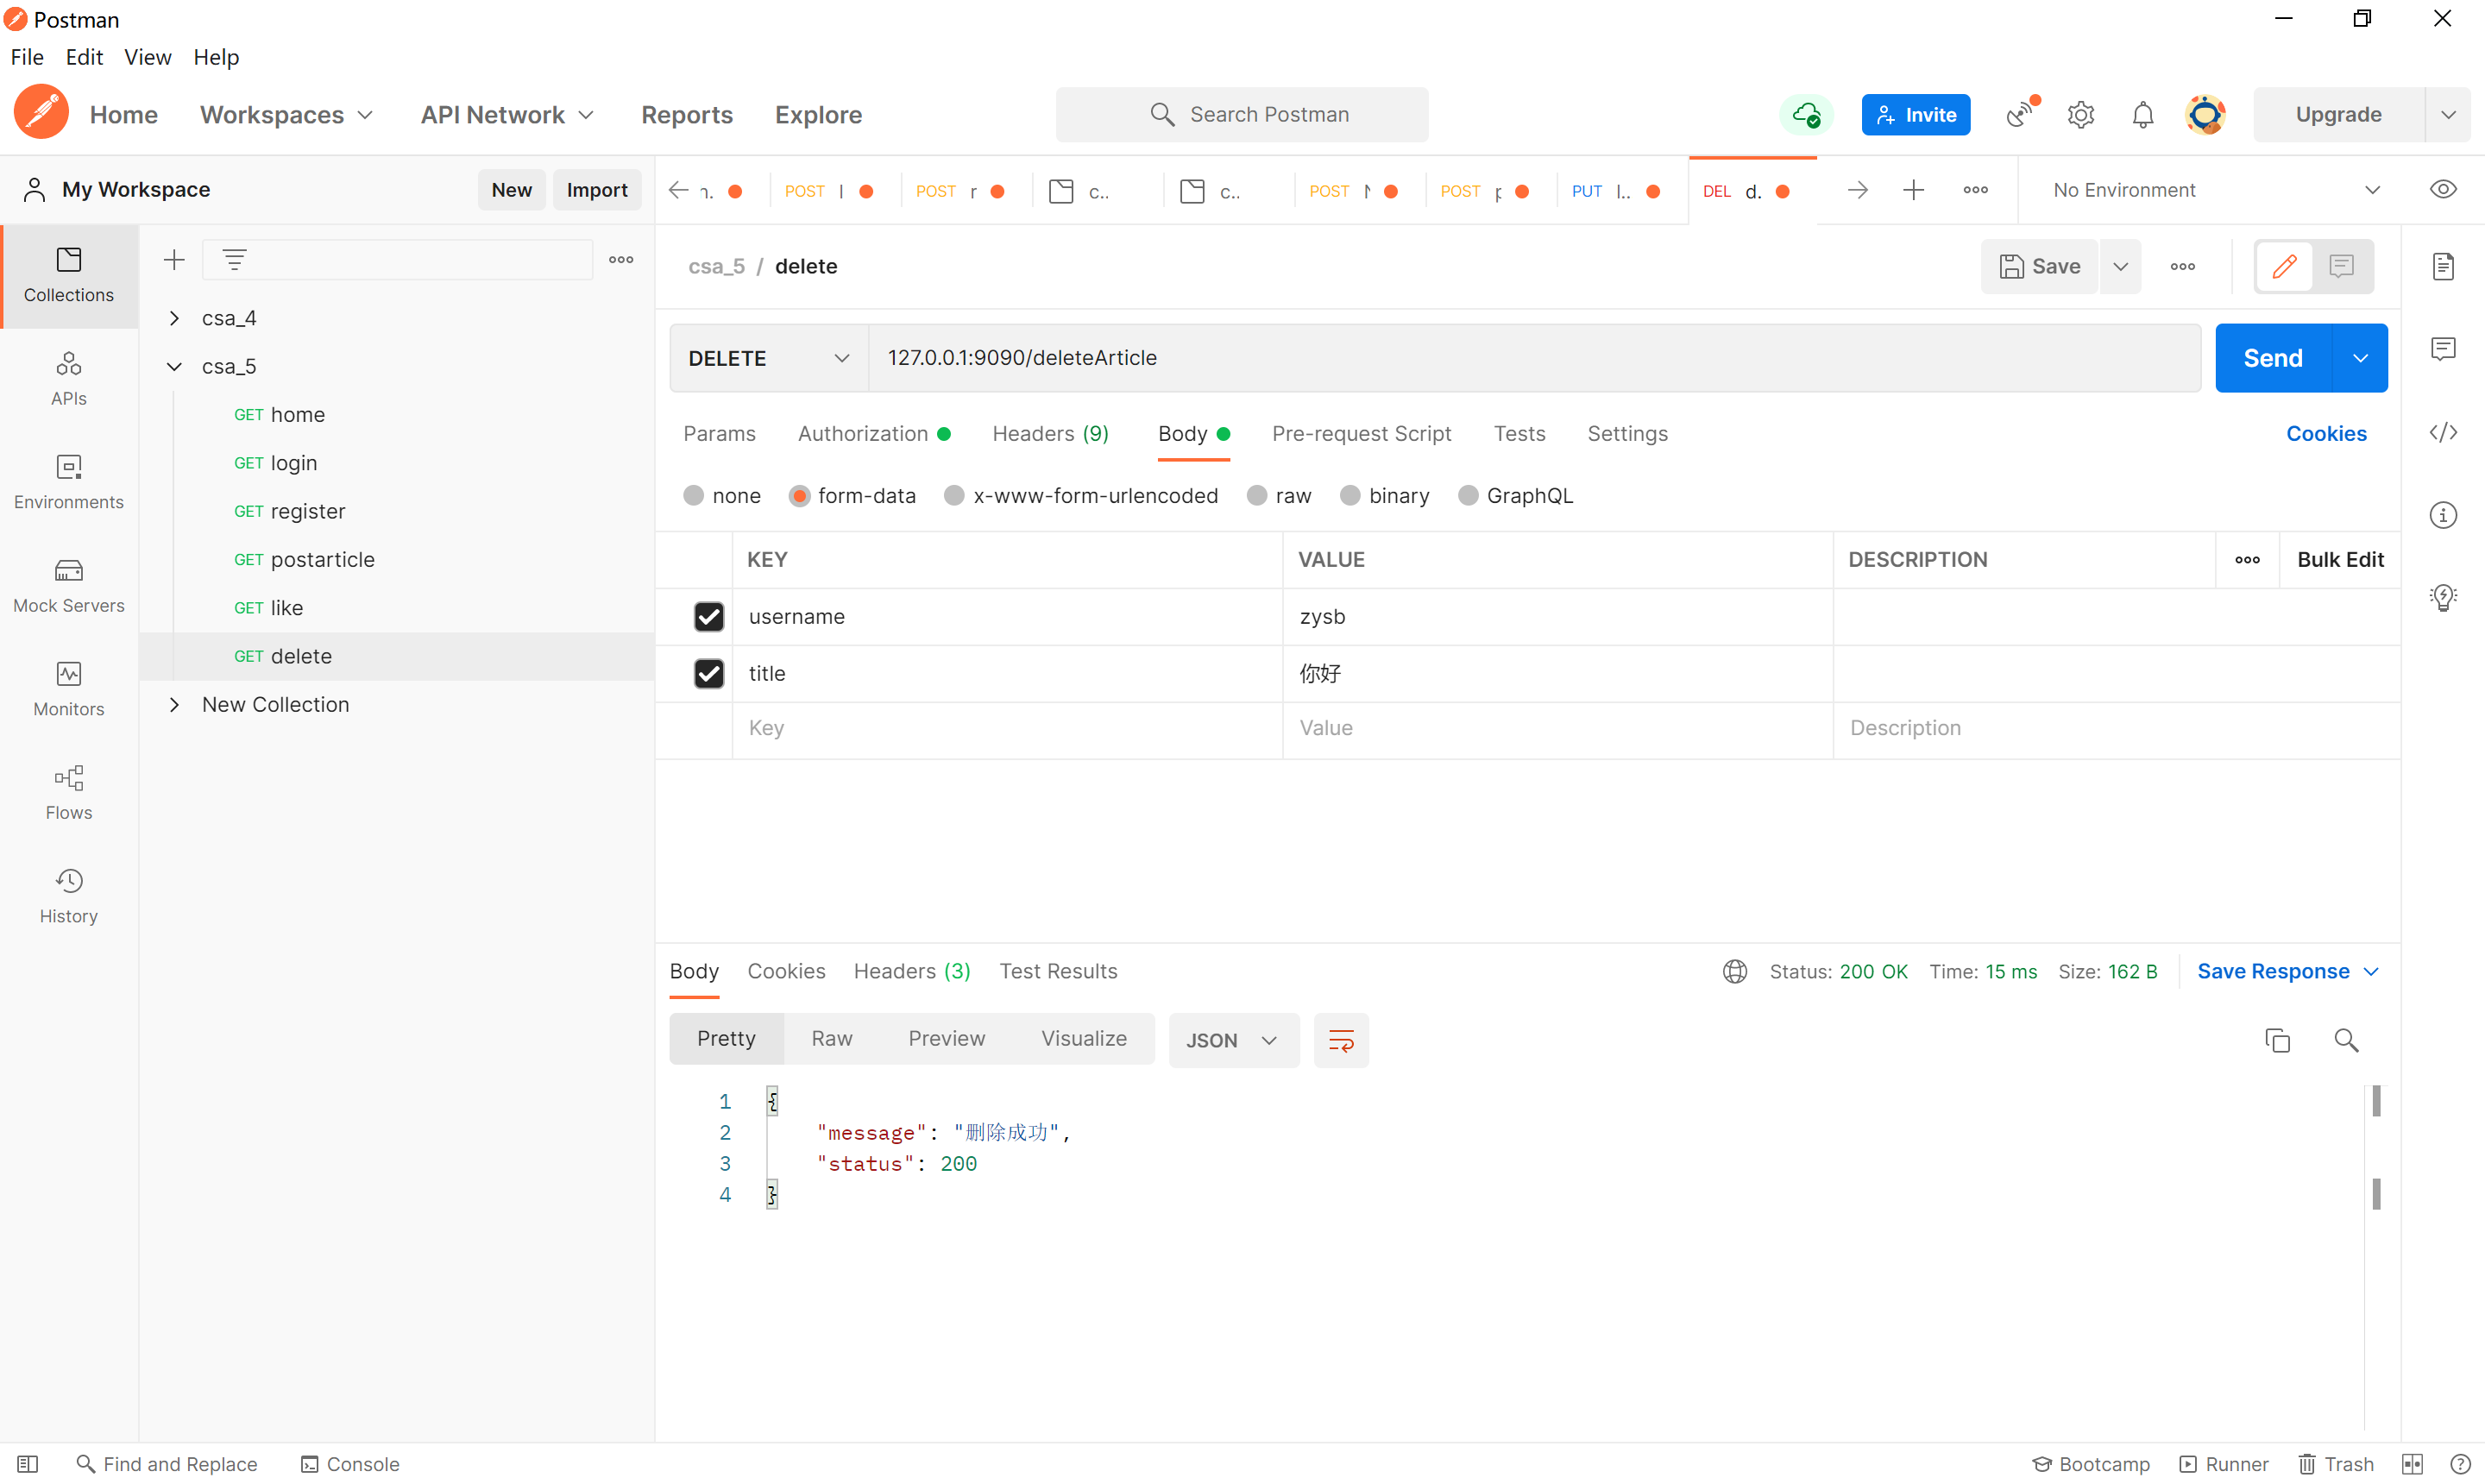 Postman
File Edit View Help
Home Workspaces API Network Reports Explore Search Postman Invite Upgrade
My Workspace New Import
n. POST l POST r c.. c.. POST POST PUT l.. DEL d. No Environment
Collections
APIs
Environments
Mock Servers
Monitors
Flows
History
csa_4
csa_5
GET home
GET login
GET register
GET postarticle
GET like
GET delete
New Collection
csa_5 / delete Save
DELETE 127.0.0.1:9090/deleteArticle Send
Params Authorization Headers (9) Body Pre-request Script Tests Settings Cookies
none form-data x-www-form-urlencoded raw binary GraphQL
KEY VALUE DESCRIPTION Bulk Edit
username zysb
title 你好
Key Value Description
Body Cookies Headers (3) Test Results Status: 200 OK Time: 15 ms Size: 162 B Save Response
Pretty Raw Preview Visualize JSON
1 {
2 "message": "删除成功",
3 "status": 200
4 }
Find and Replace Console Bootcamp Runner Trash